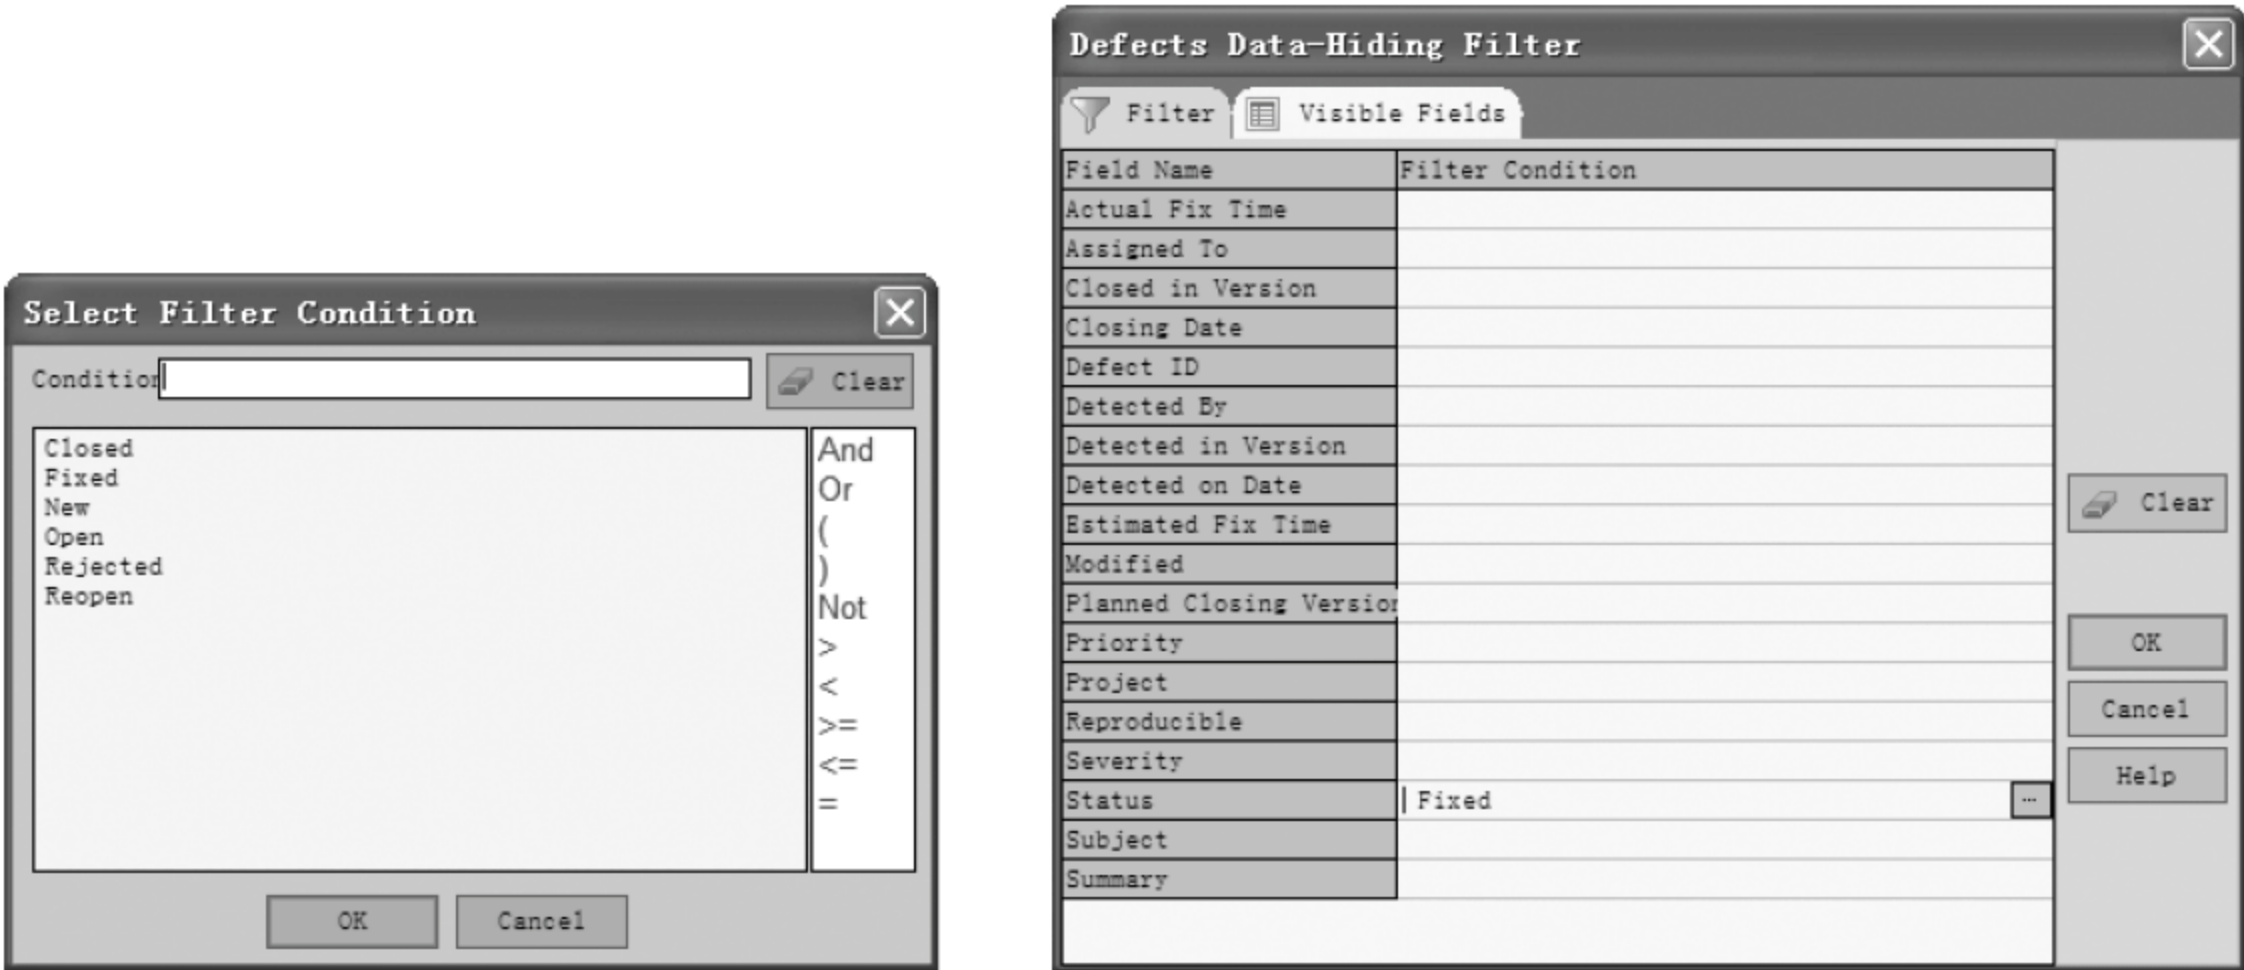 Select Filter Condition
Condition
Clear
Closed
Fixed
New
Open
Rejected
Reopen
And
Or
(
)
Not
>
<
>=
<=
=
OK
Cancel
Defects Data-Hiding Filter
Filter
Visible Fields
Field Name
Filter Condition
Actual Fix Time
Assigned To
Closed in Version
Closing Date
Defect ID
Detected By
Detected in Version
Detected on Date
Estimated Fix Time
Modified
Planned Closing Version
Priority
Project
Reproducible
Severity
Status
Fixed
...
Subject
Summary
Clear
OK
Cancel
Help